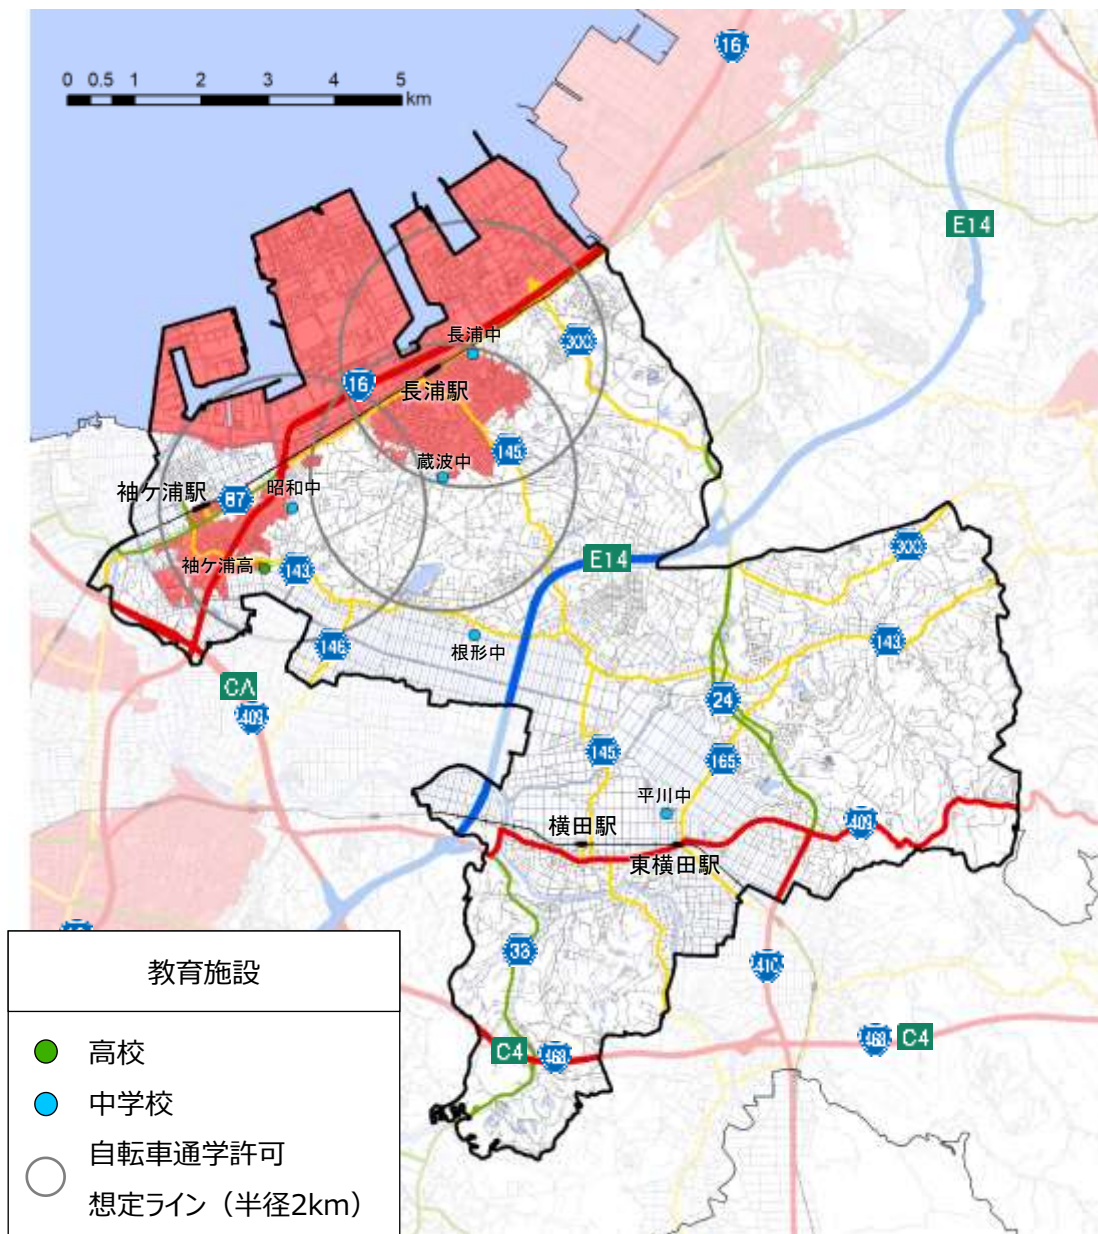 16
0 0.5 1 2 3 4 5
km
E14
長浦中
300
16
長浦駅
145
蔵波中
袖ケ浦駅
87
昭和中
E14
300
袖ケ浦高
143
146
根形中
143
CA
409
24
145
165
平川中
横田駅
409
東横田駅
33
410
C4
468
468
C4
教育施設
高校
中学校
自転車通学許可
想定ライン（半径2km）